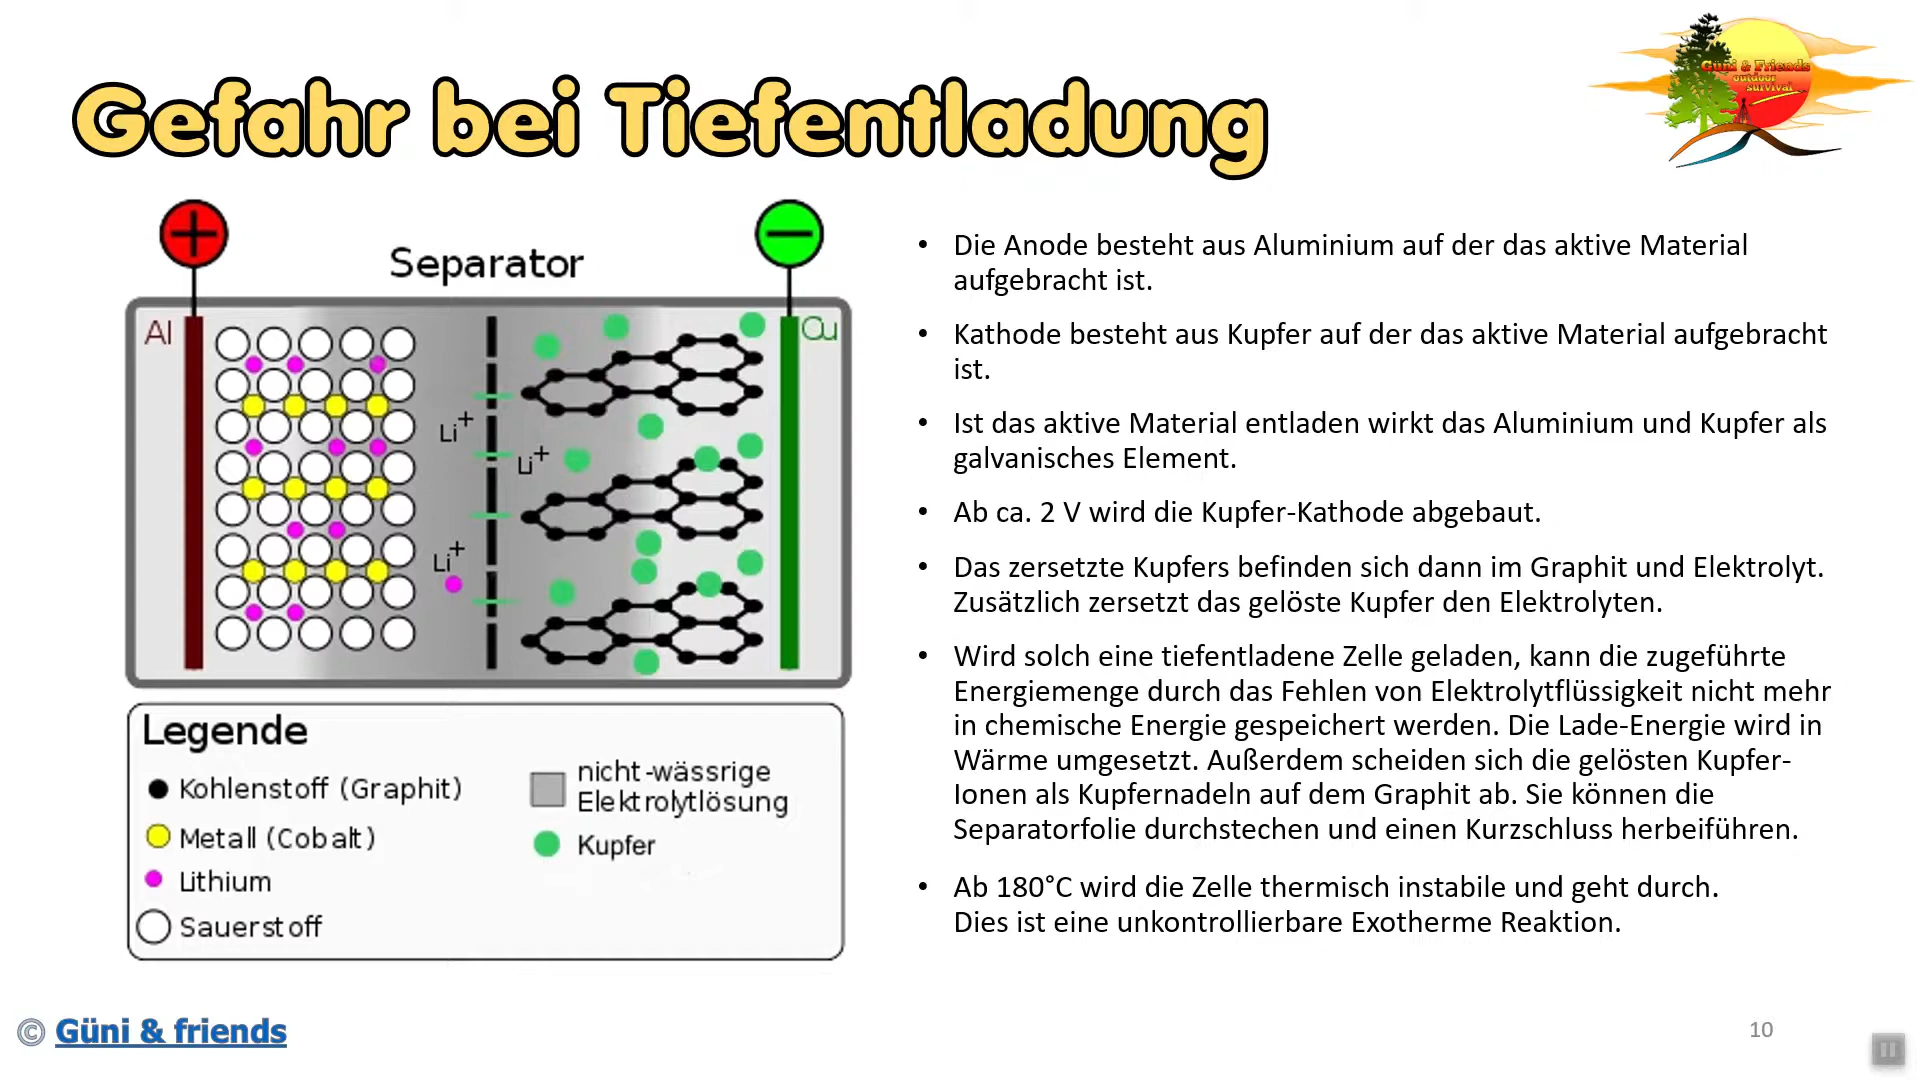 Gefahr bei Tiefentladung
Güni & Friends
outdoor
survival
Separator
Al
Cu
Li+
Li+
Li+
Legende
Kohlenstoff (Graphit)
Metall (Cobalt)
Lithium
Sauerstoff
nicht-wässrige
Elektrolytlösung
Kupfer
• Die Anode besteht aus Aluminium auf der das aktive Material
aufgebracht ist.
• Kathode besteht aus Kupfer auf der das aktive Material aufgebracht
ist.
• Ist das aktive Material entladen wirkt das Aluminium und Kupfer als
galvanisches Element.
• Ab ca. 2 V wird die Kupfer-Kathode abgebaut.
• Das zersetzte Kupfers befinden sich dann im Graphit und Elektrolyt.
Zusätzlich zersetzt das gelöste Kupfer den Elektrolyten.
• Wird solch eine tiefentladene Zelle geladen, kann die zugeführte
Energiemenge durch das Fehlen von Elektrolytflüssigkeit nicht mehr
in chemische Energie gespeichert werden. Die Lade-Energie wird in
Wärme umgesetzt. Außerdem scheiden sich die gelösten Kupfer-
Ionen als Kupfernadeln auf dem Graphit ab. Sie können die
Separatorfolie durchstechen und einen Kurzschluss herbeiführen.
• Ab 180°C wird die Zelle thermisch instabile und geht durch.
Dies ist eine unkontrollierbare Exotherme Reaktion.
© Güni & friends
10